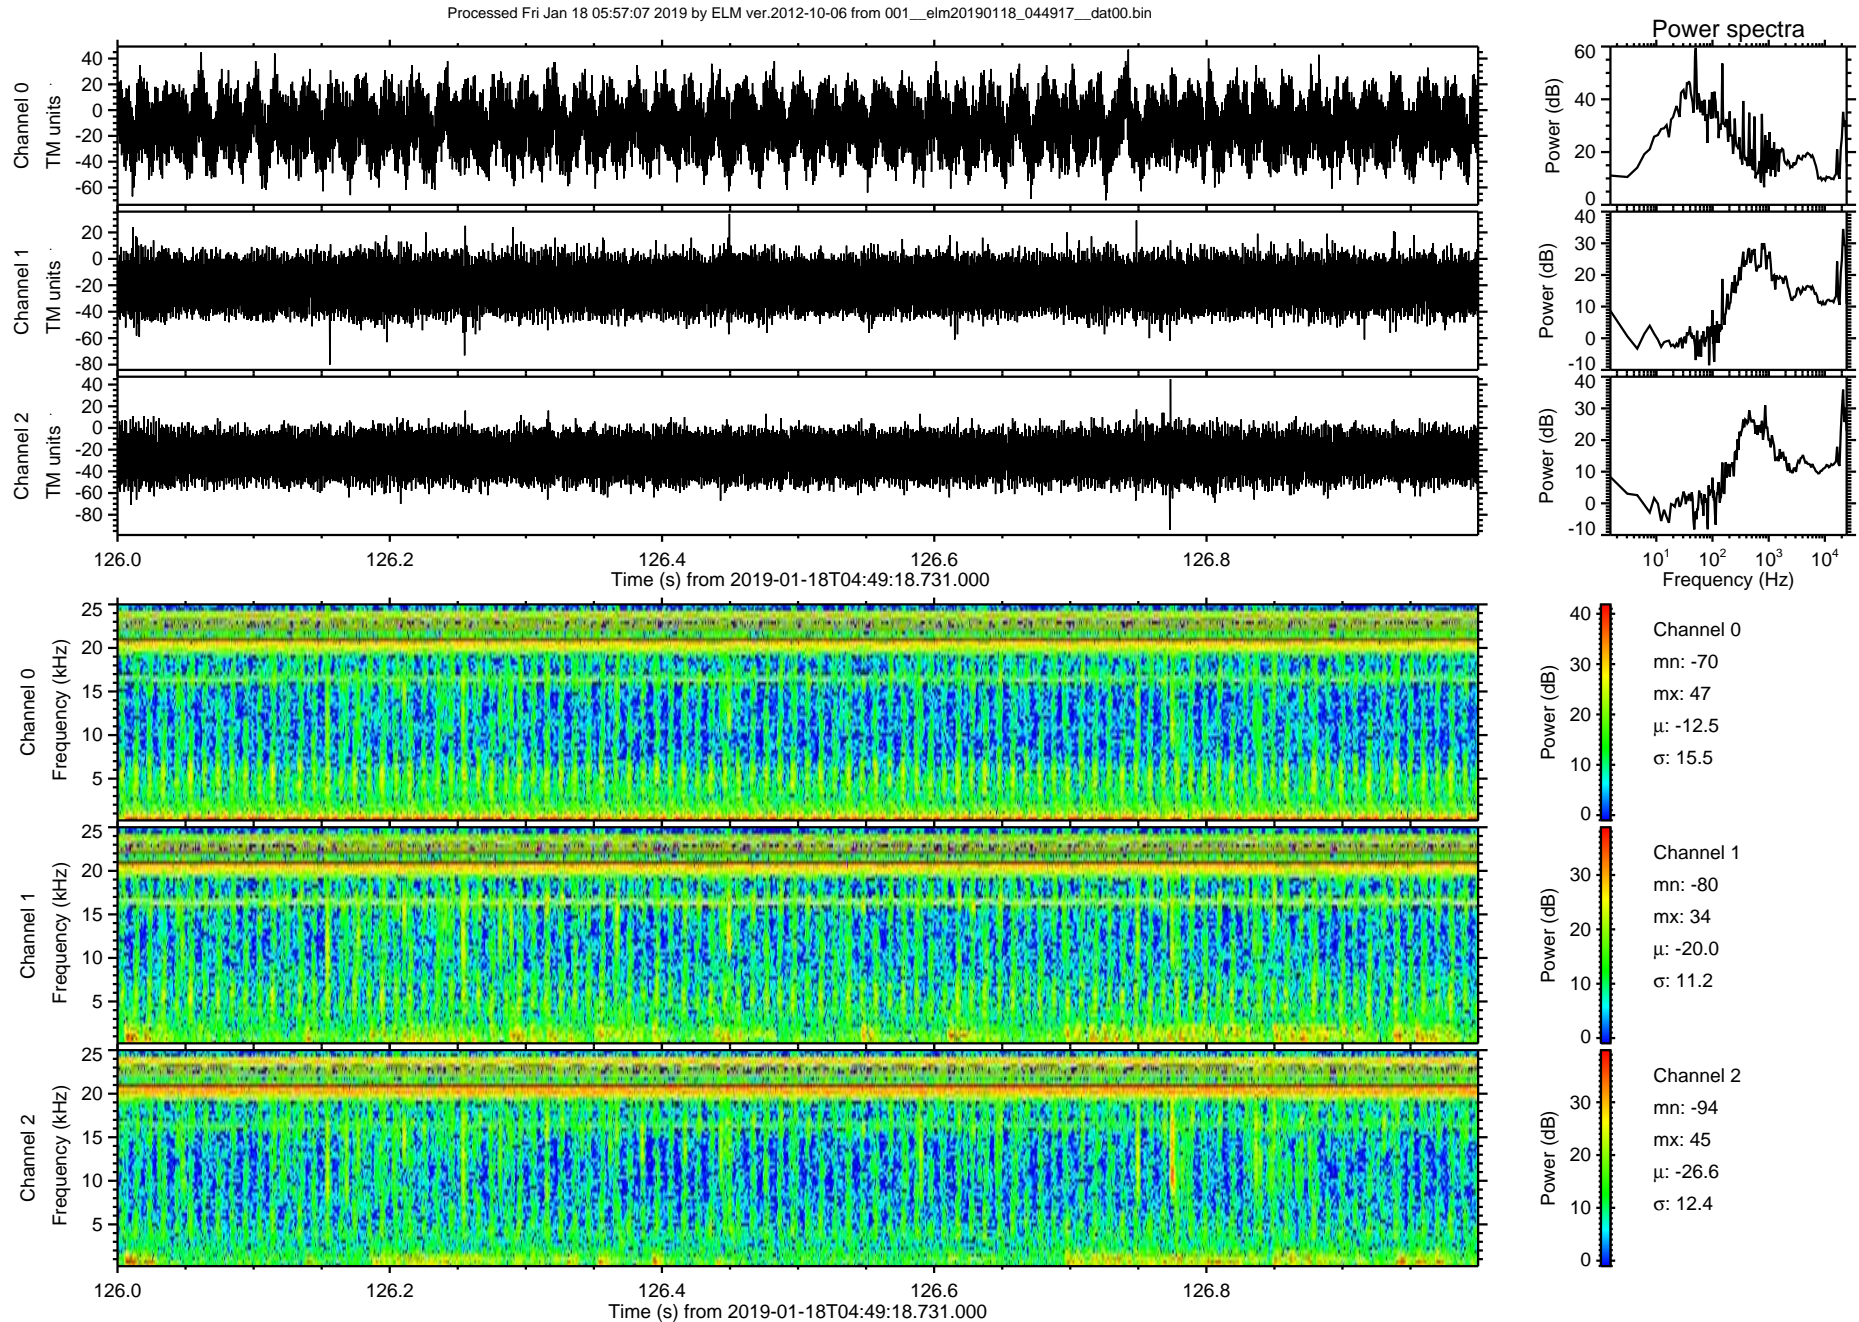 Processed Fri Jan 18 05:57:07 2019 by ELM ver.2012-10-06 from 001__elm20190118_044917__dat00.bin
Power spectra
Channel 0
TM units
40
20
0
-20
-40
-60
Power (dB)
60
40
20
0
Channel 1
TM units
20
0
-20
-40
-60
-80
Power (dB)
40
30
20
10
0
-10
Channel 2
TM units
40
20
0
-20
-40
-60
-80
Power (dB)
40
30
20
10
0
-10
126.0 126.2 126.4 126.6 126.8
Time (s) from 2019-01-18T04:49:18.731.000
10^1 10^2 10^3 10^4
Frequency (Hz)
Channel 0
Frequency (kHz)
25
20
15
10
5
Power (dB)
40
30
20
10
0
Channel 0
mn: -70
mx: 47
μ: -12.5
σ: 15.5
Channel 1
Frequency (kHz)
25
20
15
10
5
Power (dB)
30
20
10
0
Channel 1
mn: -80
mx: 34
μ: -20.0
σ: 11.2
Channel 2
Frequency (kHz)
25
20
15
10
5
Power (dB)
30
20
10
0
Channel 2
mn: -94
mx: 45
μ: -26.6
σ: 12.4
126.0 126.2 126.4 126.6 126.8
Time (s) from 2019-01-18T04:49:18.731.000